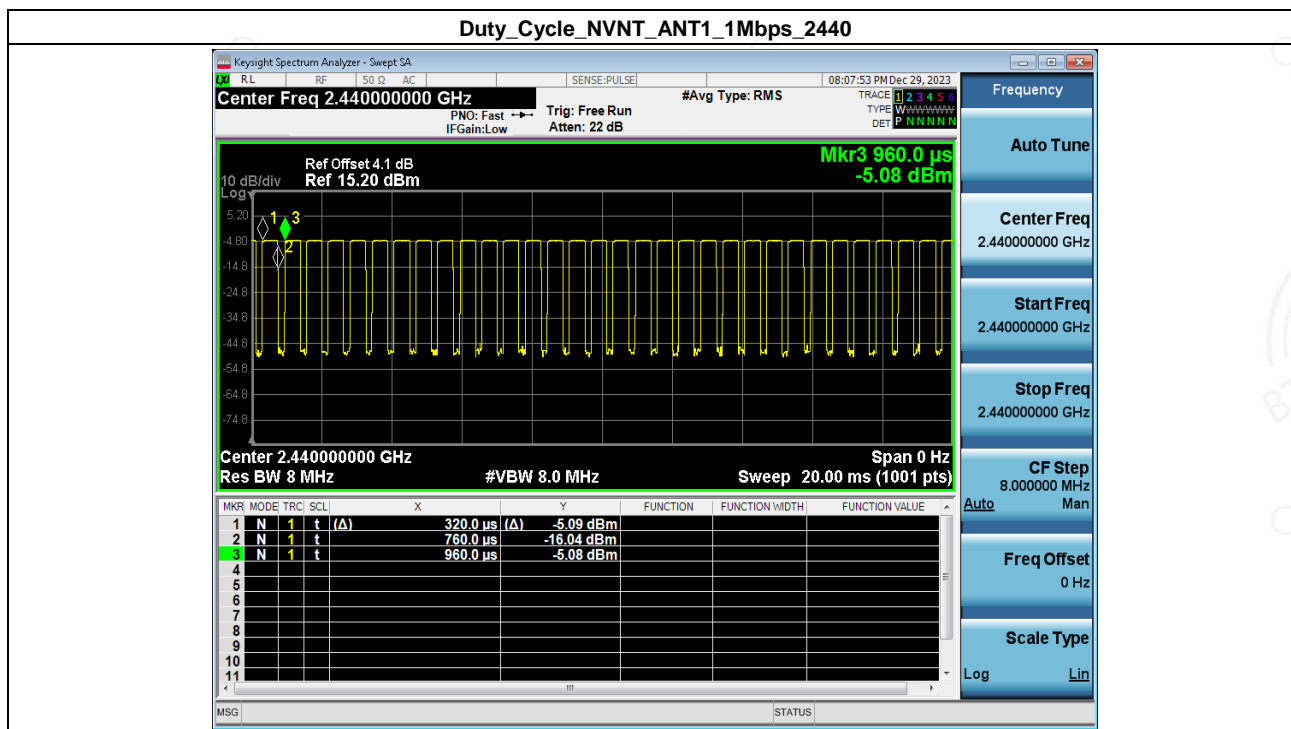 Duty_Cycle_NVNT_ANT1_1Mbps_2440
Keysight Spectrum Analyzer - Swept SA
LXI RL RF 50 Ω AC SENSE:PULSE 08:07:53 PM Dec 29, 2023
Center Freq 2.440000000 GHz
PNO: Fast
IFGain:Low
Trig: Free Run
Atten: 22 dB
#Avg Type: RMS
TRACE 1 2 3 4 5 6
TYPE WWWWWW
DET P N N N N N
Ref Offset 4.1 dB
Ref 15.20 dBm
10 dB/div
Log
Mkr3 960.0 µs
-5.08 dBm
5.20
-4.80
-14.8
-24.8
-34.8
-44.8
-54.8
-64.8
-74.8
1 3
2
Center 2.440000000 GHz Span 0 Hz
Res BW 8 MHz #VBW 8.0 MHz Sweep 20.00 ms (1001 pts)
MKR MODE TRC SCL X Y FUNCTION FUNCTION WIDTH FUNCTION VALUE
1 N 1 t (Δ) 320.0 µs (Δ) -5.09 dBm
2 N 1 t 760.0 µs -16.04 dBm
3 N 1 t 960.0 µs -5.08 dBm
4
5
6
7
8
9
10
11
MSG STATUS
Frequency
Auto Tune
Center Freq
2.440000000 GHz
Start Freq
2.440000000 GHz
Stop Freq
2.440000000 GHz
CF Step
8.000000 MHz
Auto Man
Freq Offset
0 Hz
Scale Type
Log Lin